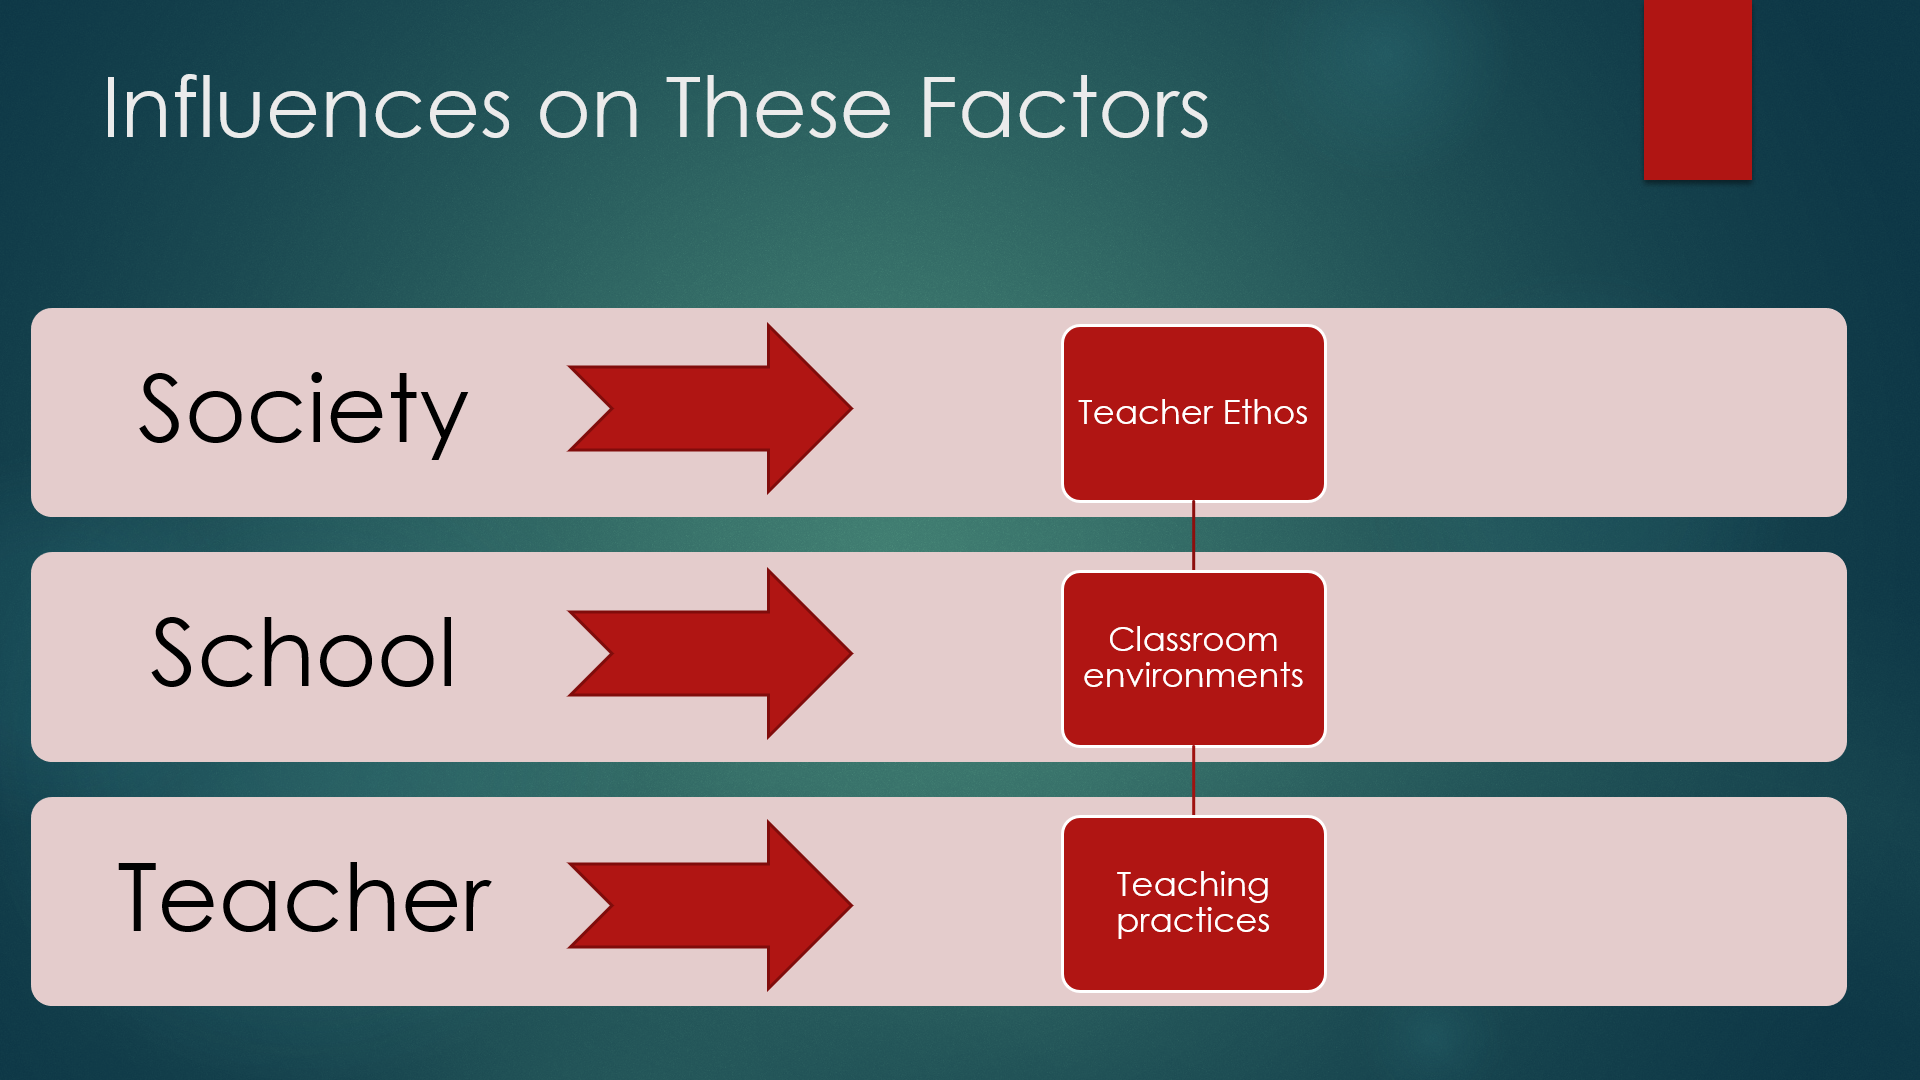 Influences on These Factors
Society
Teacher Ethos
School
Classroom
environments
Teacher
Teaching
practices